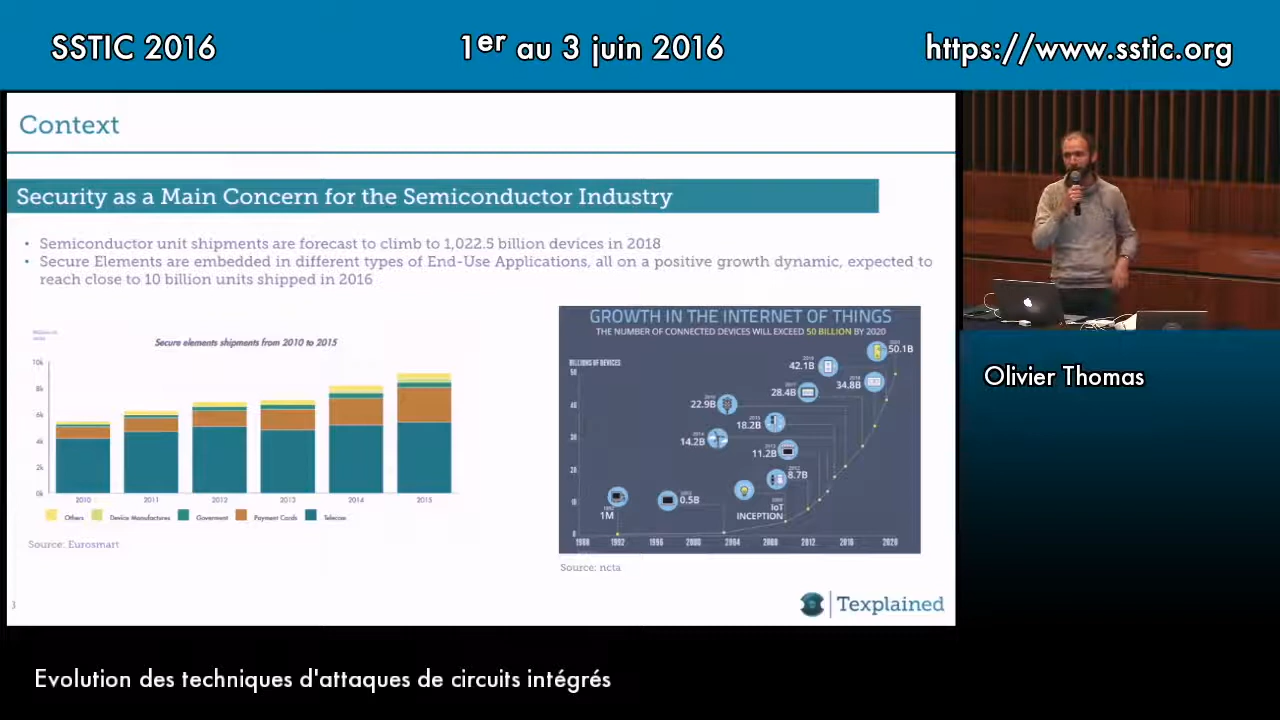 SSTIC 2016
1er au 3 juin 2016
https://www.sstic.org
Context
Security as a Main Concern for the Semiconductor Industry
• Semiconductor unit shipments are forecast to climb to 1,022.5 billion devices in 2018
• Secure Elements are embedded in different types of End-Use Applications, all on a positive growth dynamic, expected to
reach close to 10 billion units shipped in 2016
Secure elements shipments from 2010 to 2015
10k
8k
6k
4k
2k
0k
2010 2011 2012 2013 2014 2015
Others Device Manufactures Goverment Payment Cards Telecom
Source: Eurosmart
GROWTH IN THE INTERNET OF THINGS
THE NUMBER OF CONNECTED DEVICES WILL EXCEED 50 BILLION BY 2020
BILLIONS OF DEVICES
50
40
30
20
10
0
50.1B
42.1B
34.8B
28.4B
22.9B
18.2B
14.2B
11.2B
8.7B
IoT
INCEPTION
0.5B
1M
1988 1992 1996 2000 2004 2008 2012 2016 2020
Source: ncta
3
Texplained
Olivier Thomas
Evolution des techniques d'attaques de circuits intégrés